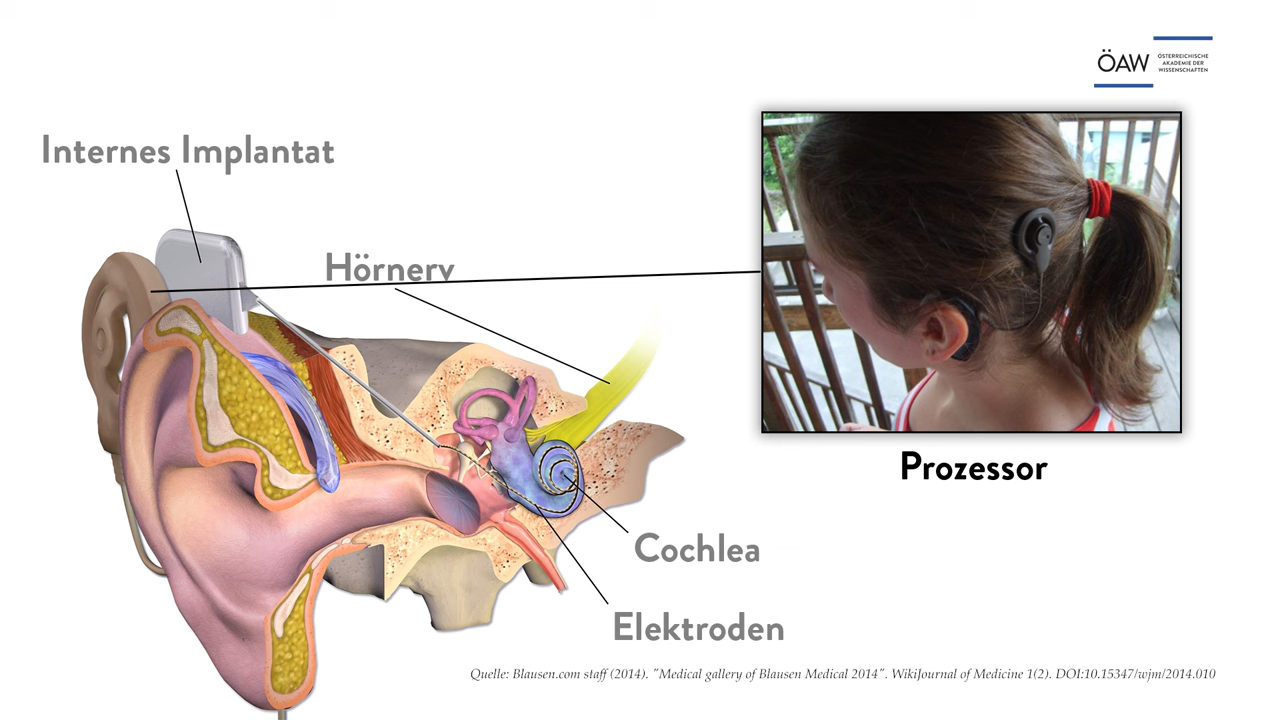 ÖAW
ÖSTERREICHISCHE
AKADEMIE DER
WISSENSCHAFTEN
Internes Implantat
Hörnerv
Prozessor
Cochlea
Elektroden
Quelle: Blausen.com staff (2014). "Medical gallery of Blausen Medical 2014". WikiJournal of Medicine 1(2). DOI:10.15347/wjm/2014.010